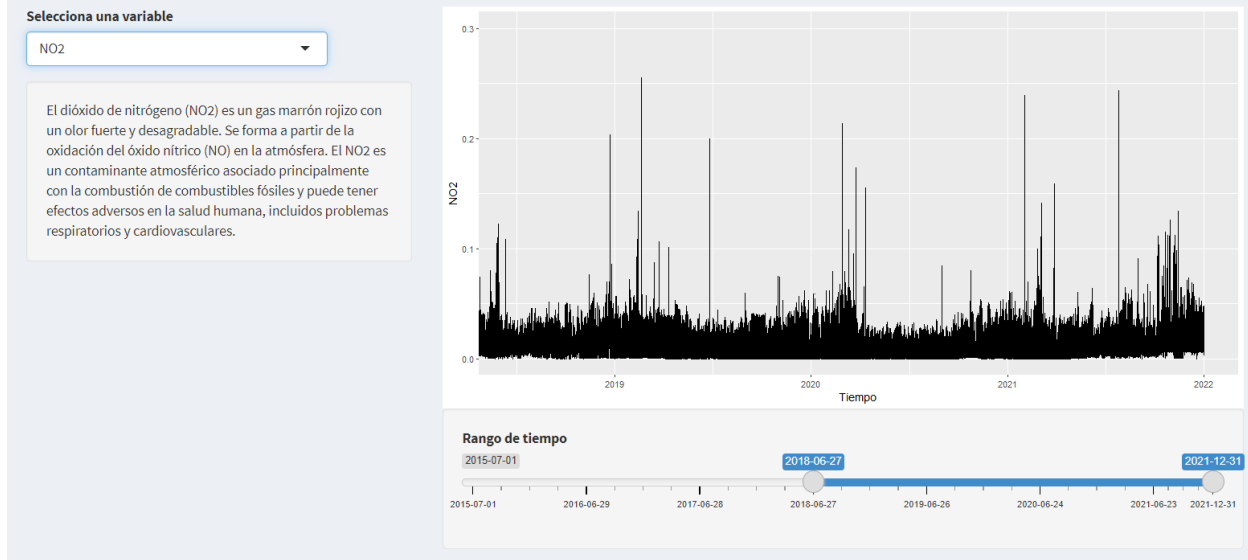 Selecciona una variable
NO2
El dióxido de nitrógeno (NO2) es un gas marrón rojizo con
un olor fuerte y desagradable. Se forma a partir de la
oxidación del óxido nítrico (NO) en la atmósfera. El NO2 es
un contaminante atmosférico asociado principalmente
con la combustión de combustibles fósiles y puede tener
efectos adversos en la salud humana, incluidos problemas
respiratorios y cardiovasculares.
0.3
0.2
NO2
0.1
0.0
2019 2020 2021 2022
Tiempo
Rango de tiempo
2015-07-01 2018-06-27 2021-12-31
2015-07-01 2016-06-29 2017-06-28 2018-06-27 2019-06-26 2020-06-24 2021-06-23 2021-12-31